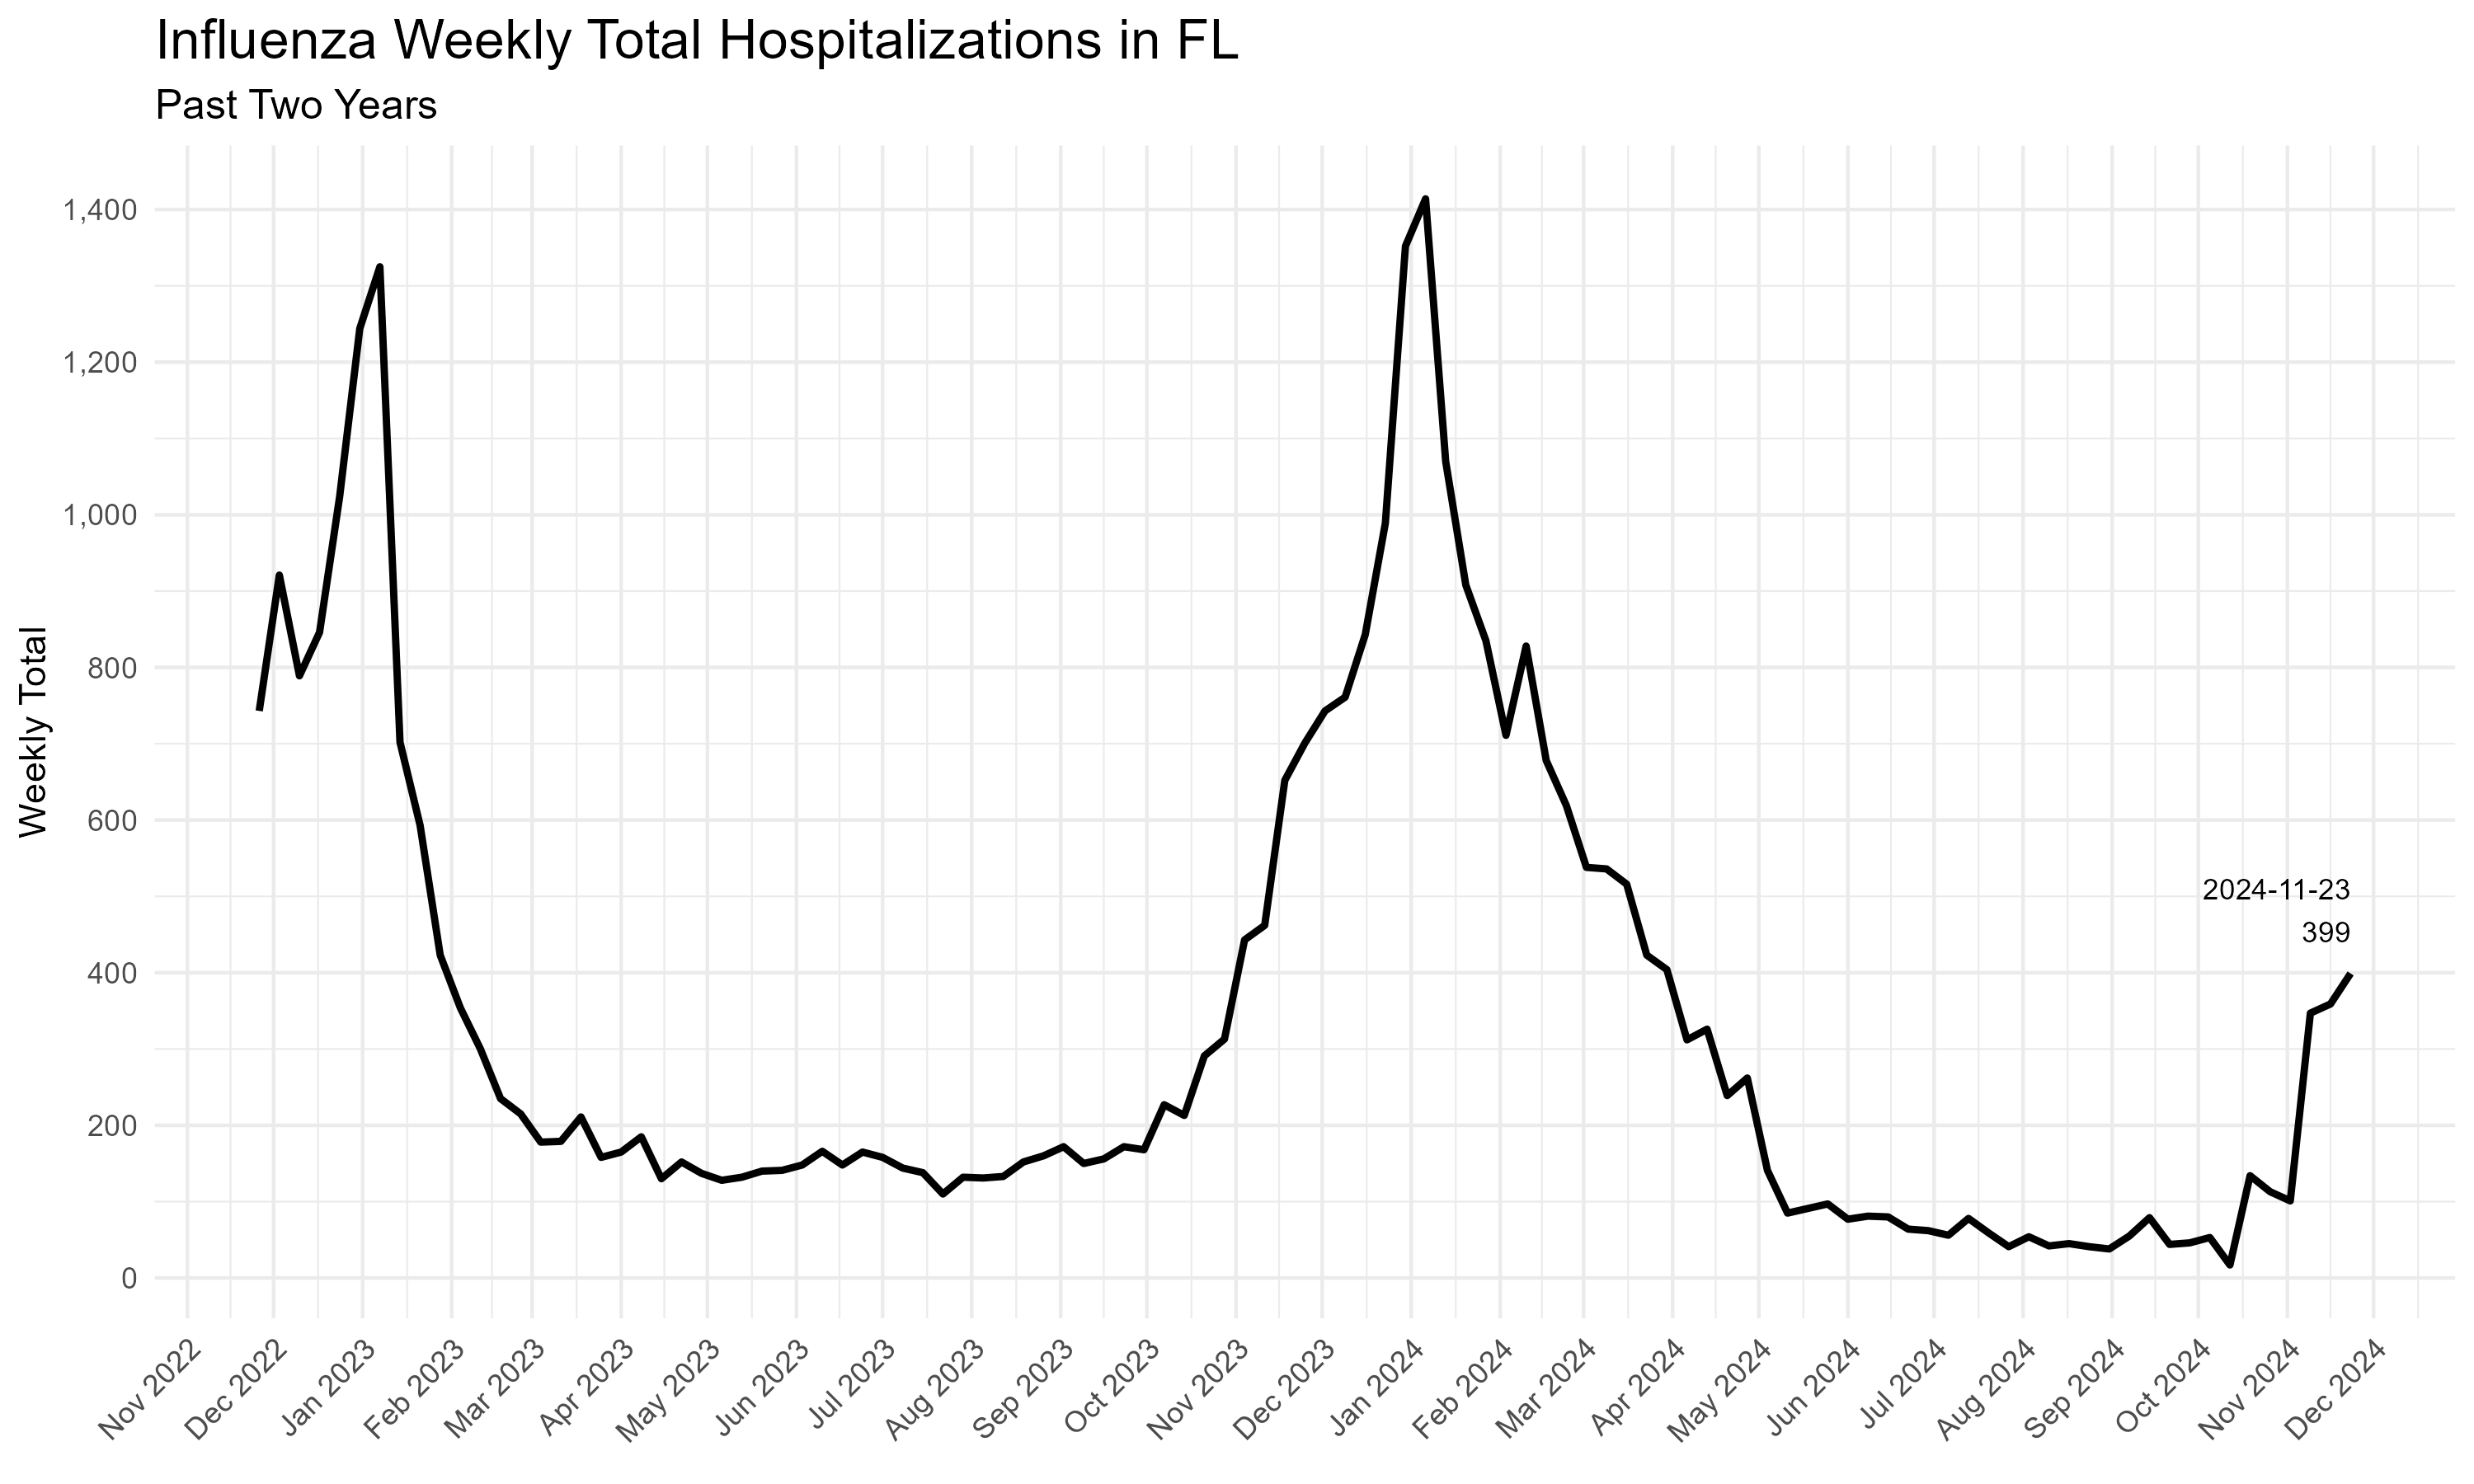 Influenza Weekly Total Hospitalizations in FL
Past Two Years
Weekly Total
1,400
1,200
1,000
800
600
400
200
0
2024-11-23
399
Nov 2022
Dec 2022
Jan 2023
Feb 2023
Mar 2023
Apr 2023
May 2023
Jun 2023
Jul 2023
Aug 2023
Sep 2023
Oct 2023
Nov 2023
Dec 2023
Jan 2024
Feb 2024
Mar 2024
Apr 2024
May 2024
Jun 2024
Jul 2024
Aug 2024
Sep 2024
Oct 2024
Nov 2024
Dec 2024